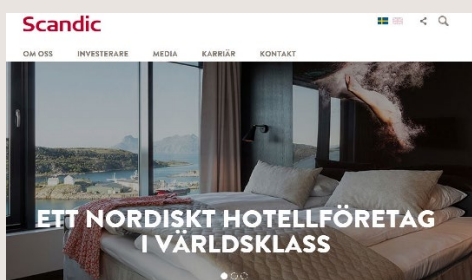 Scandic
OM OSS INVESTERARE MEDIA KARRIÄR KONTAKT
ETT NORDISKT HOTELLFÖRETAG
I VÄRLDSKLASS